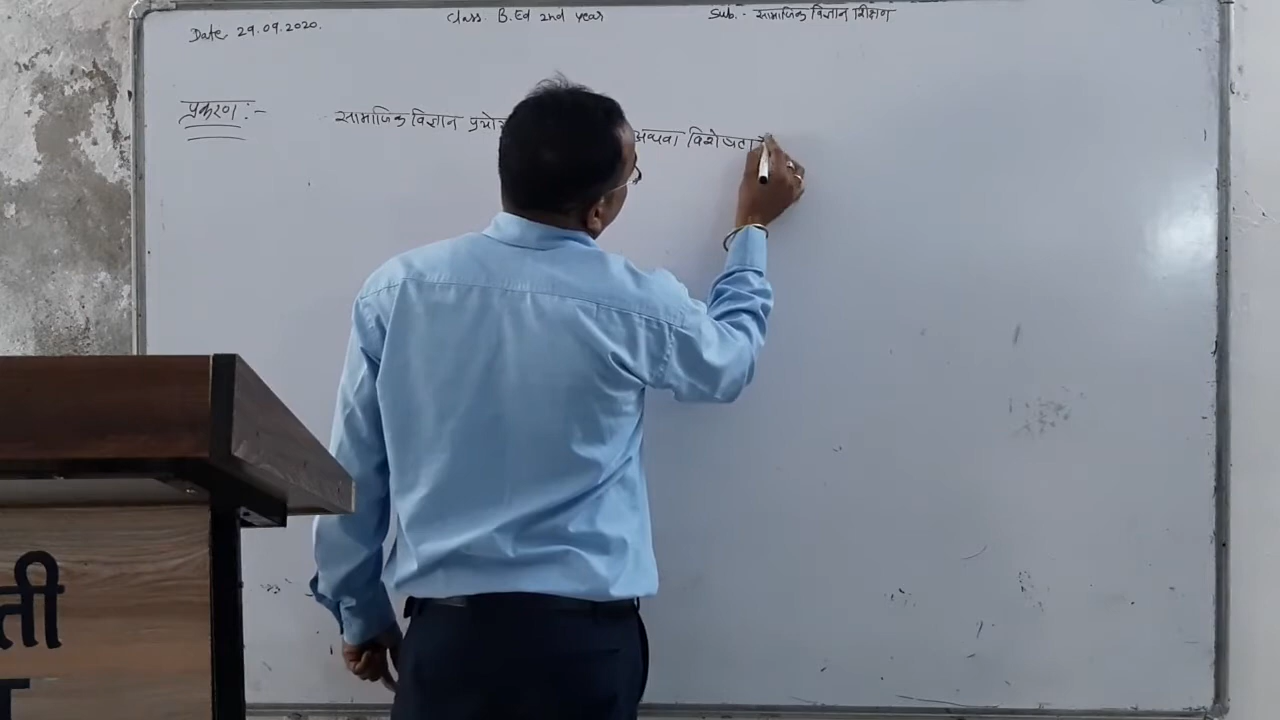 Date. 29.09.2020. Class. B.Ed 2nd year Sub:- सामाजिक विज्ञान शिक्षण
प्रकरण :- सामाजिक विज्ञान अथवा विशेषता
ती